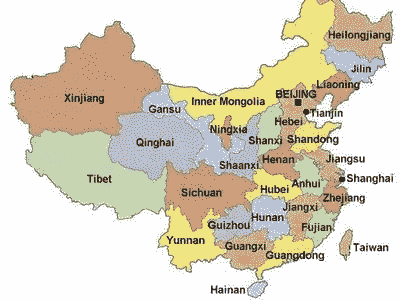 Heilongjiang
Jilin
Liaoning
BEIJING
Xinjiang
Inner Mongolia
Gansu
Tianjin
Hebei
Ningxia
Shanxi
Shandong
Qinghai
Shaanxi
Henan
Jiangsu
Tibet
Shanghai
Anhui
Sichuan
Hubei
Zhejiang
Jiangxi
Hunan
Guizhou
Fujian
Yunnan
Guangxi
Taiwan
Guangdong
Hainan